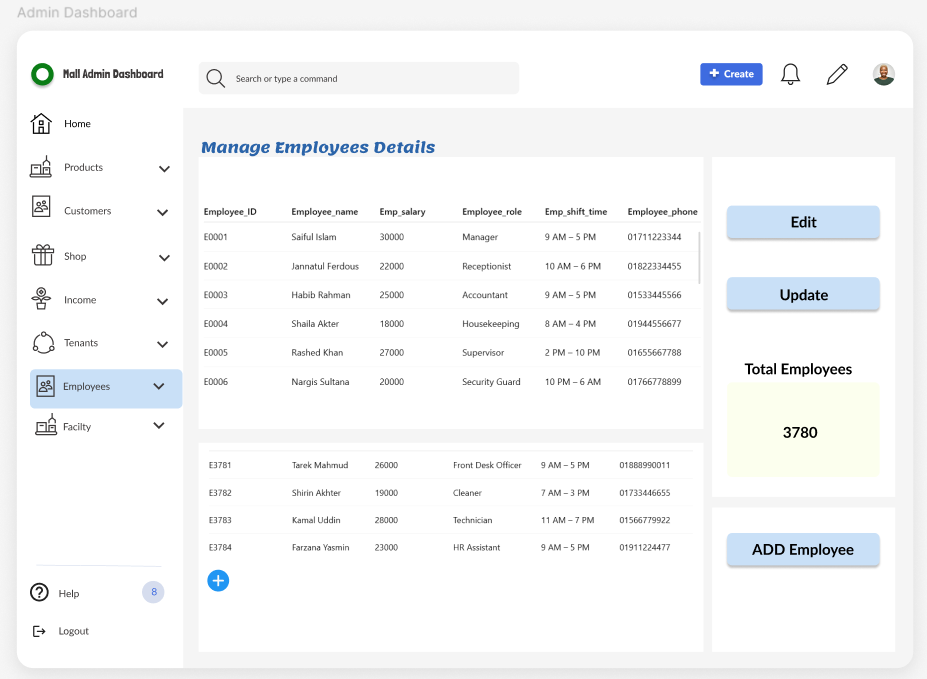 Admin Dashboard
Mall Admin Dashboard
Search or type a command
+ Create
Home
Products
Customers
Shop
Income
Tenants
Employees
Facilty
Help 8
Logout
Manage Employees Details
Employee_ID Employee_name Emp_salary Employee_role Emp_shift_time Employee_phone
E0001 Saiful Islam 30000 Manager 9 AM – 5 PM 01711223344
E0002 Jannatul Ferdous 22000 Receptionist 10 AM – 6 PM 01822334455
E0003 Habib Rahman 25000 Accountant 9 AM – 5 PM 01533445566
E0004 Shaila Akter 18000 Housekeeping 8 AM – 4 PM 01944556677
E0005 Rashed Khan 27000 Supervisor 2 PM – 10 PM 01655667788
E0006 Nargis Sultana 20000 Security Guard 10 PM – 6 AM 01766778899
E3781 Tarek Mahmud 26000 Front Desk Officer 9 AM – 5 PM 01888990011
E3782 Shirin Akhter 19000 Cleaner 7 AM – 3 PM 01733446655
E3783 Kamal Uddin 28000 Technician 11 AM – 7 PM 01566779922
E3784 Farzana Yasmin 23000 HR Assistant 9 AM – 5 PM 01911224477
Edit
Update
Total Employees
3780
ADD Employee